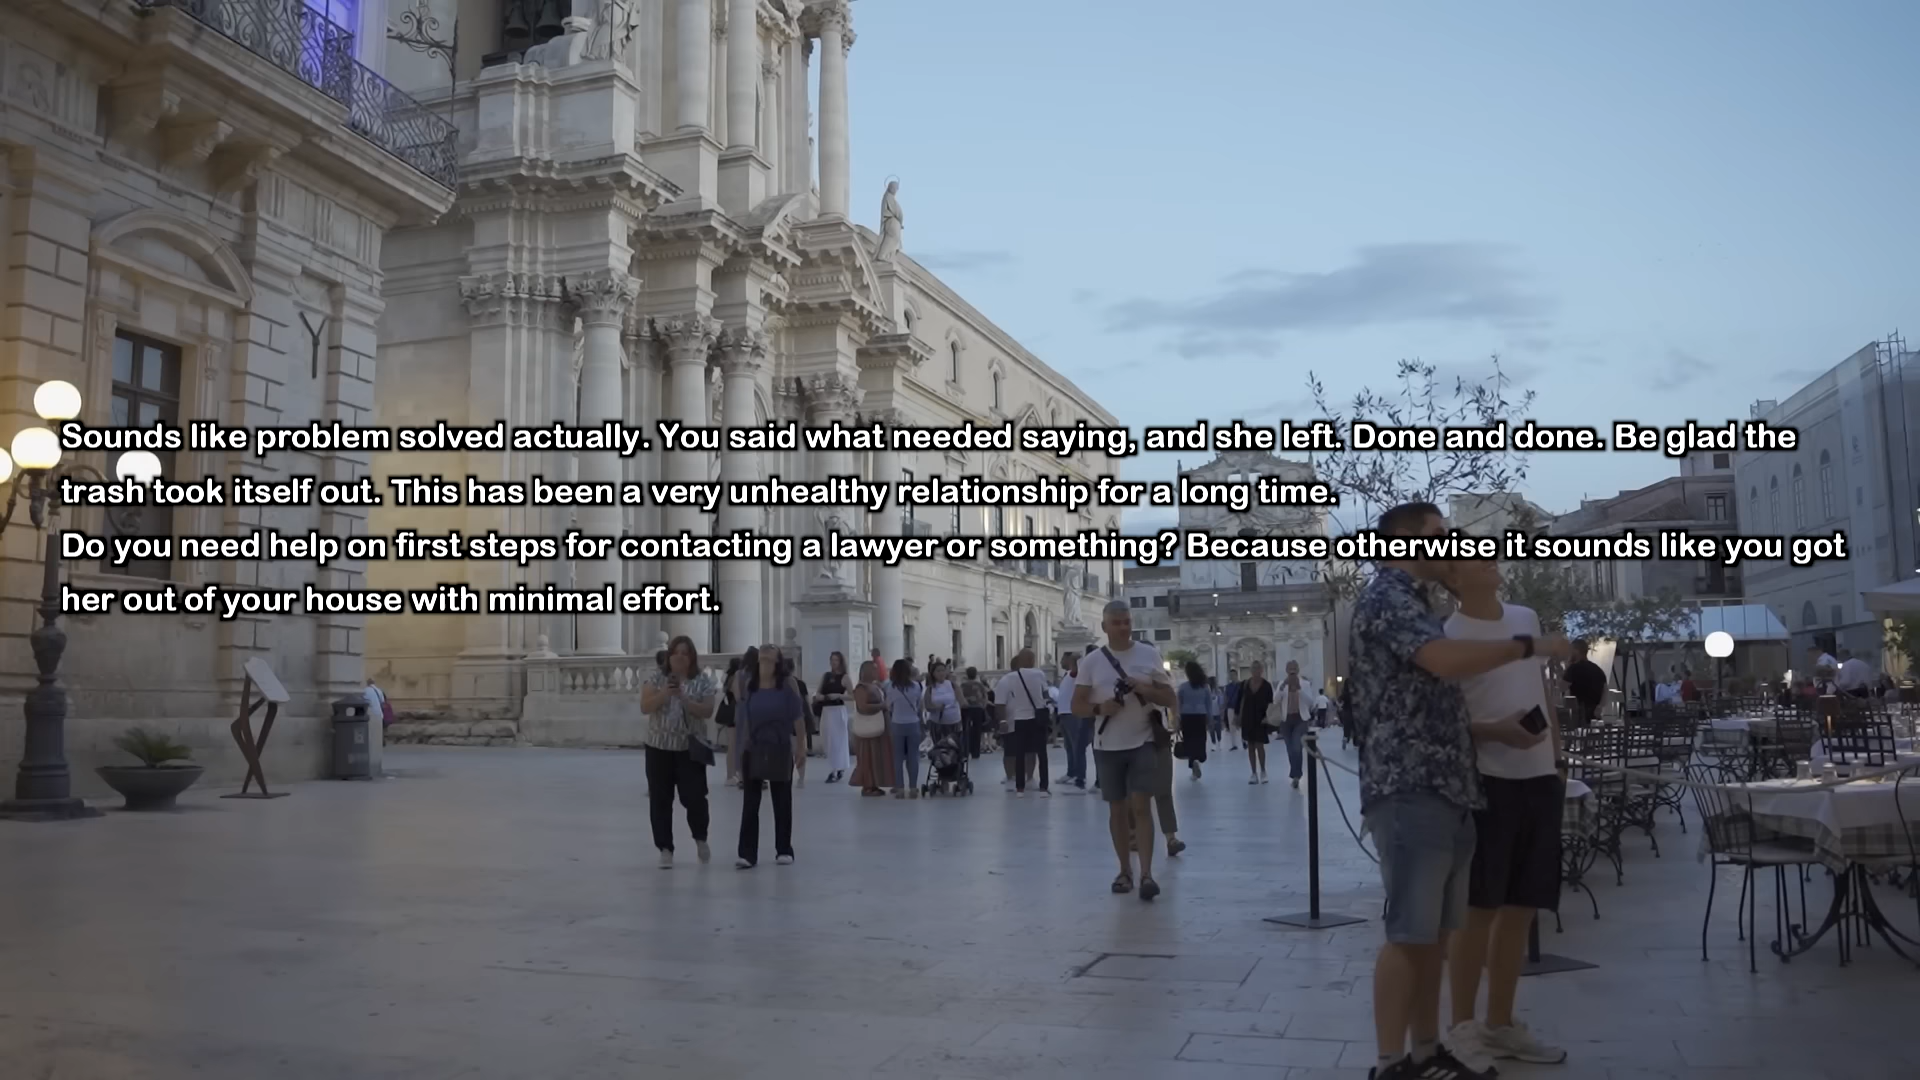 Sounds like problem solved actually. You said what needed saying, and she left. Done and done. Be glad the
trash took itself out. This has been a very unhealthy relationship for a long time.
Do you need help on first steps for contacting a lawyer or something? Because otherwise it sounds like you got
her out of your house with minimal effort.